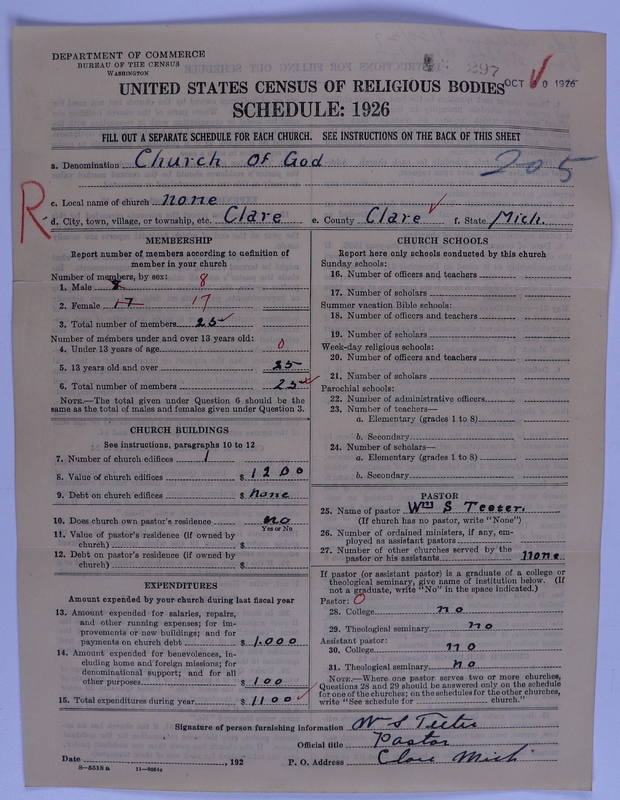 DEPARTMENT OF COMMERCE
BUREAU OF THE CENSUS
WASHINGTON
297
UNITED STATES CENSUS OF RELIGIOUS BODIES
OCT 0 1926
SCHEDULE: 1926
FILL OUT A SEPARATE SCHEDULE FOR EACH CHURCH. SEE INSTRUCTIONS ON THE BACK OF THIS SHEET
a. Denomination Church Of God
205
R
c. Local name of church none
d. City, town, village, or township, etc. Clare e. County Clare f. State Mich.
MEMBERSHIP
Report number of members according to definition of
member in your church
Number of members, by sex:
1. Male 8 8
2. Female 17 17
3. Total number of members 25
Number of members under and over 13 years old:
4. Under 13 years of age 0
5. 13 years old and over 25
6. Total number of members 25
NOTE.—The total given under Question 6 should be
same as the total of males and females given under Question 3.
CHURCH BUILDINGS
See instructions, paragraphs 10 to 12
7. Number of church edifices 1
8. Value of church edifices $ 1200
9. Debt on church edifices $ none
10. Does church own pastor's residence no
Yes or No
11. Value of pastor's residence (if owned by
church) $
12. Debt on pastor's residence (if owned by
church) $
EXPENDITURES
Amount expended by your church during last fiscal year
13. Amount expended for salaries, repairs,
and other running expenses; for im-
provements or new buildings; and for
payments on church debt $ 1.000
14. Amount expended for benevolences, in-
cluding home and foreign missions; for
denominational support; and for all
other purposes $ 100
15. Total expenditures during year $ 1100
CHURCH SCHOOLS
Report here only schools conducted by this church
Sunday schools:
16. Number of officers and teachers
17. Number of scholars
Summer vacation Bible schools:
18. Number of officers and teachers
19. Number of scholars
Week-day religious schools:
20. Number of officers and teachers
21. Number of scholars
Parochial schools:
22. Number of administrative officers
23. Number of teachers—
a. Elementary (grades 1 to 8)
b. Secondary
24. Number of scholars—
a. Elementary (grades 1 to 8)
b. Secondary
PASTOR
25. Name of pastor Wm S Teeter.
(If church has no pastor, write "None")
26. Number of ordained ministers, if any, em-
ployed as assistant pastors
27. Number of other churches served by the
pastor or his assistants none
If pastor (or assistant pastor) is a graduate of a college or
theological seminary, give name of institution below. (If
not a graduate, write "No" in the space indicated.)
Pastor: 0
28. College no
29. Theological seminary no
Assistant pastor:
30. College no
31. Theological seminary no
NOTE.—Where one pastor serves two or more churches,
Questions 28 and 29 should be answered only on the schedule
for one of the churches; on the schedules for the other churches,
write "See schedule for church."
Signature of person furnishing information W S Teeter
Official title Pastor
Date , 192 P. O. Address Clare Mich
8—5518 a